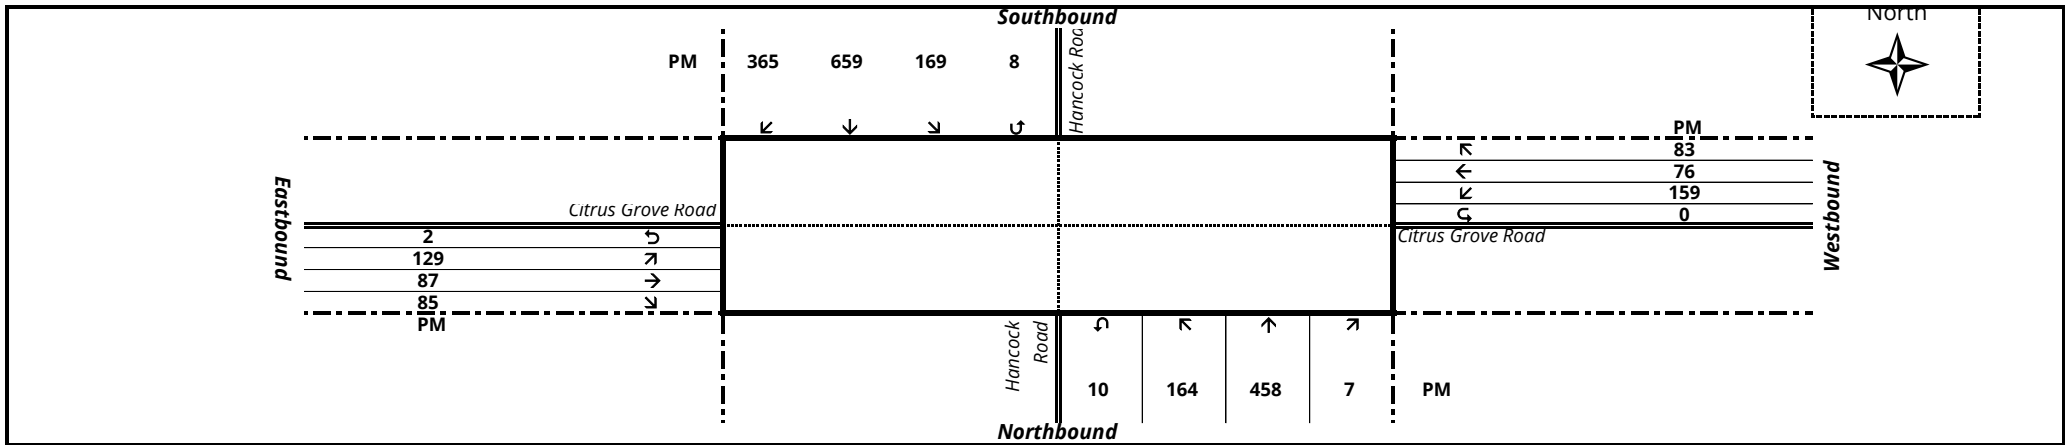 Southbound
North
PM 365 659 169 8
Hancock Road
PM
83
76
159
0
Eastbound
Westbound
Citrus Grove Road
Citrus Grove Road
2
129
87
85
PM
Hancock
Road
10 164 458 7 PM
Northbound